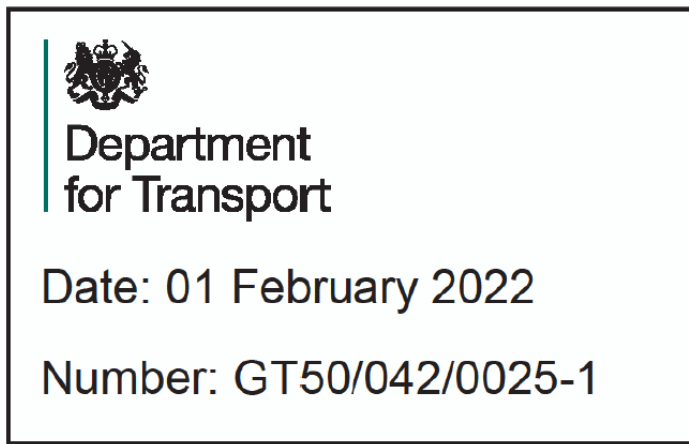 Department
for Transport
Date: 01 February 2022
Number: GT50/042/0025-1